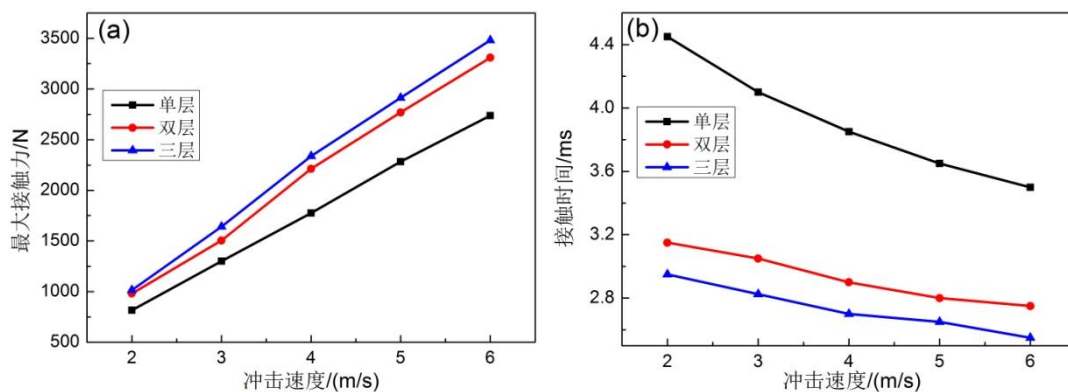 (a)
最大接触力/N
3500
3000
2500
2000
1500
1000
500
单层
双层
三层
2 3 4 5 6
冲击速度/(m/s)
(b)
接触时间/ms
4.4
4.0
3.6
3.2
2.8
单层
双层
三层
2 3 4 5 6
冲击速度/(m/s)